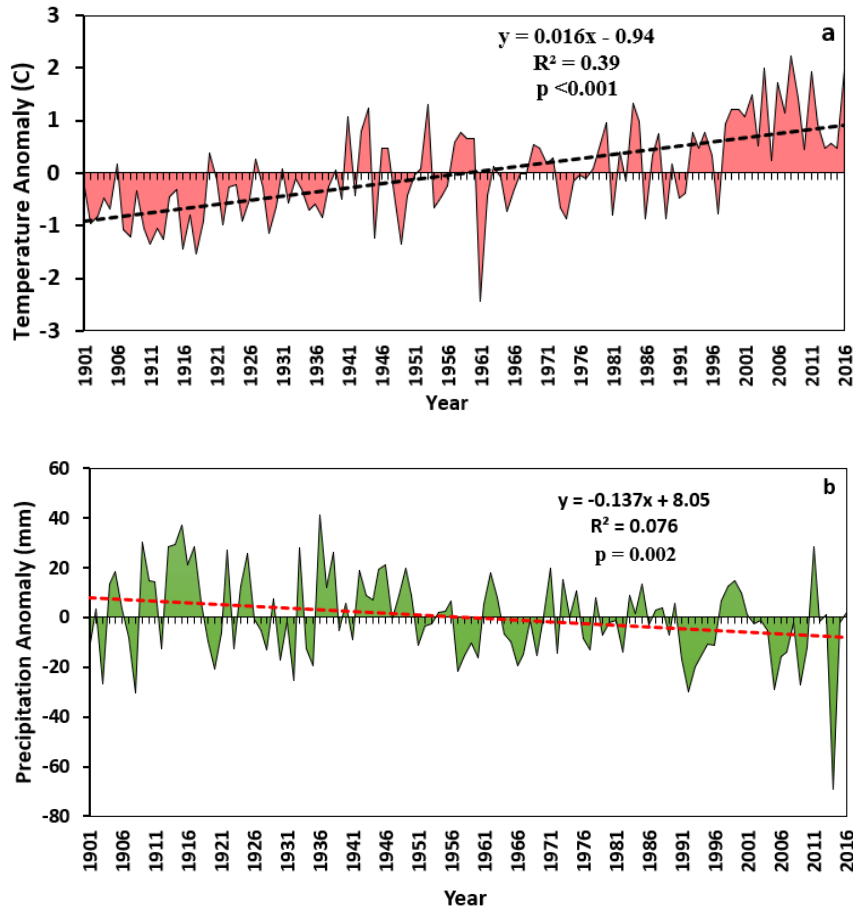 a
y = 0.016x - 0.94
R² = 0.39
p <0.001
Temperature Anomaly (C)
3
2
1
0
-1
-2
-3
1901 1906 1911 1916 1921 1926 1931 1936 1941 1946 1951 1956 1961 1966 1971 1976 1981 1986 1991 1996 2001 2006 2011 2016
Year
b
y = -0.137x + 8.05
R² = 0.076
p = 0.002
Precipitation Anomaly (mm)
60
40
20
0
-20
-40
-60
-80
1901 1906 1911 1916 1921 1926 1931 1936 1941 1946 1951 1956 1961 1966 1971 1976 1981 1986 1991 1996 2001 2006 2011 2016
Year